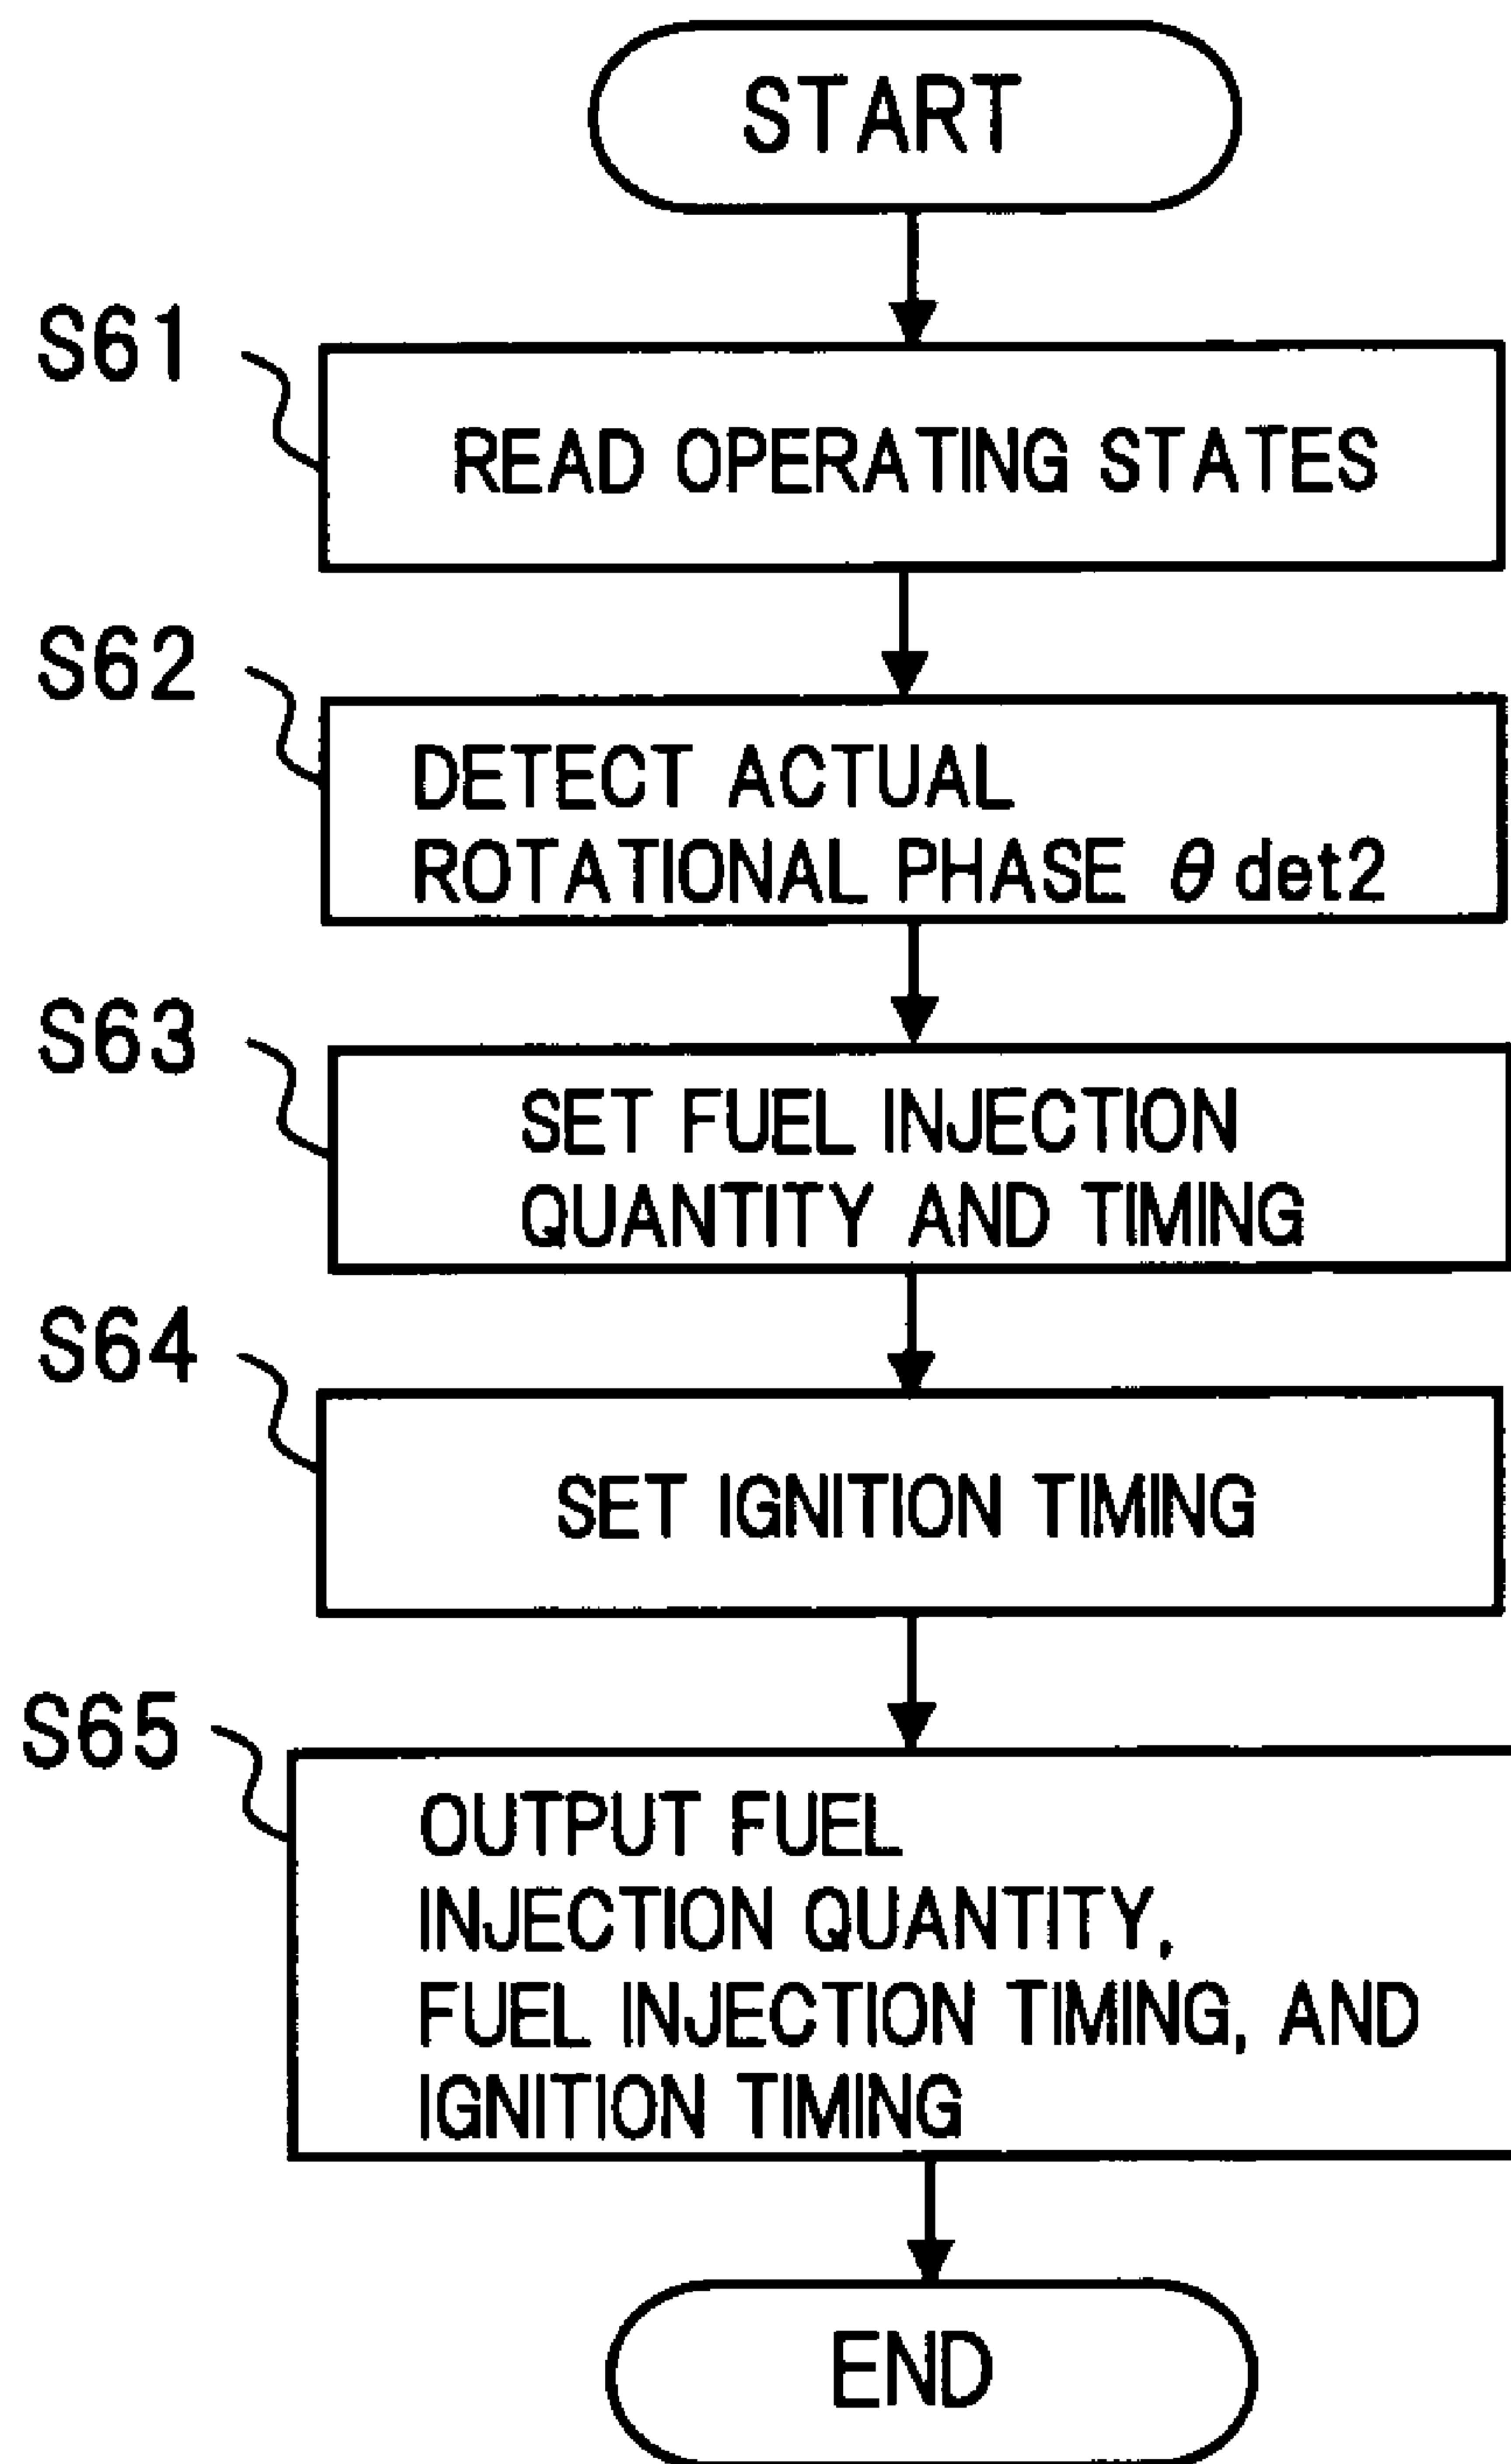 START
S61
READ OPERATING STATES
S62
DETECT ACTUAL
ROTATIONAL PHASE θ det2
S63
SET FUEL INJECTION
QUANTITY AND TIMING
S64
SET IGNITION TIMING
S65
OUTPUT FUEL
INJECTION QUANTITY,
FUEL INJECTION TIMING, AND
IGNITION TIMING
END